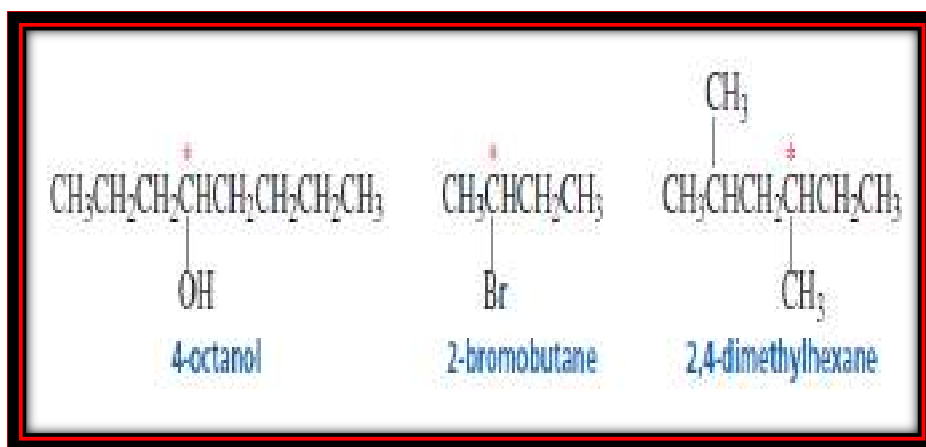 CH₃
* * *
CH₃CH₂CH₂CHCH₂CH₂CH₂CH₃ CH₃CHCH₂CH₃ CH₃CHCH₂CHCH₂CH₃
OH Br CH₃
4-octanol 2-bromobutane 2,4-dimethylhexane